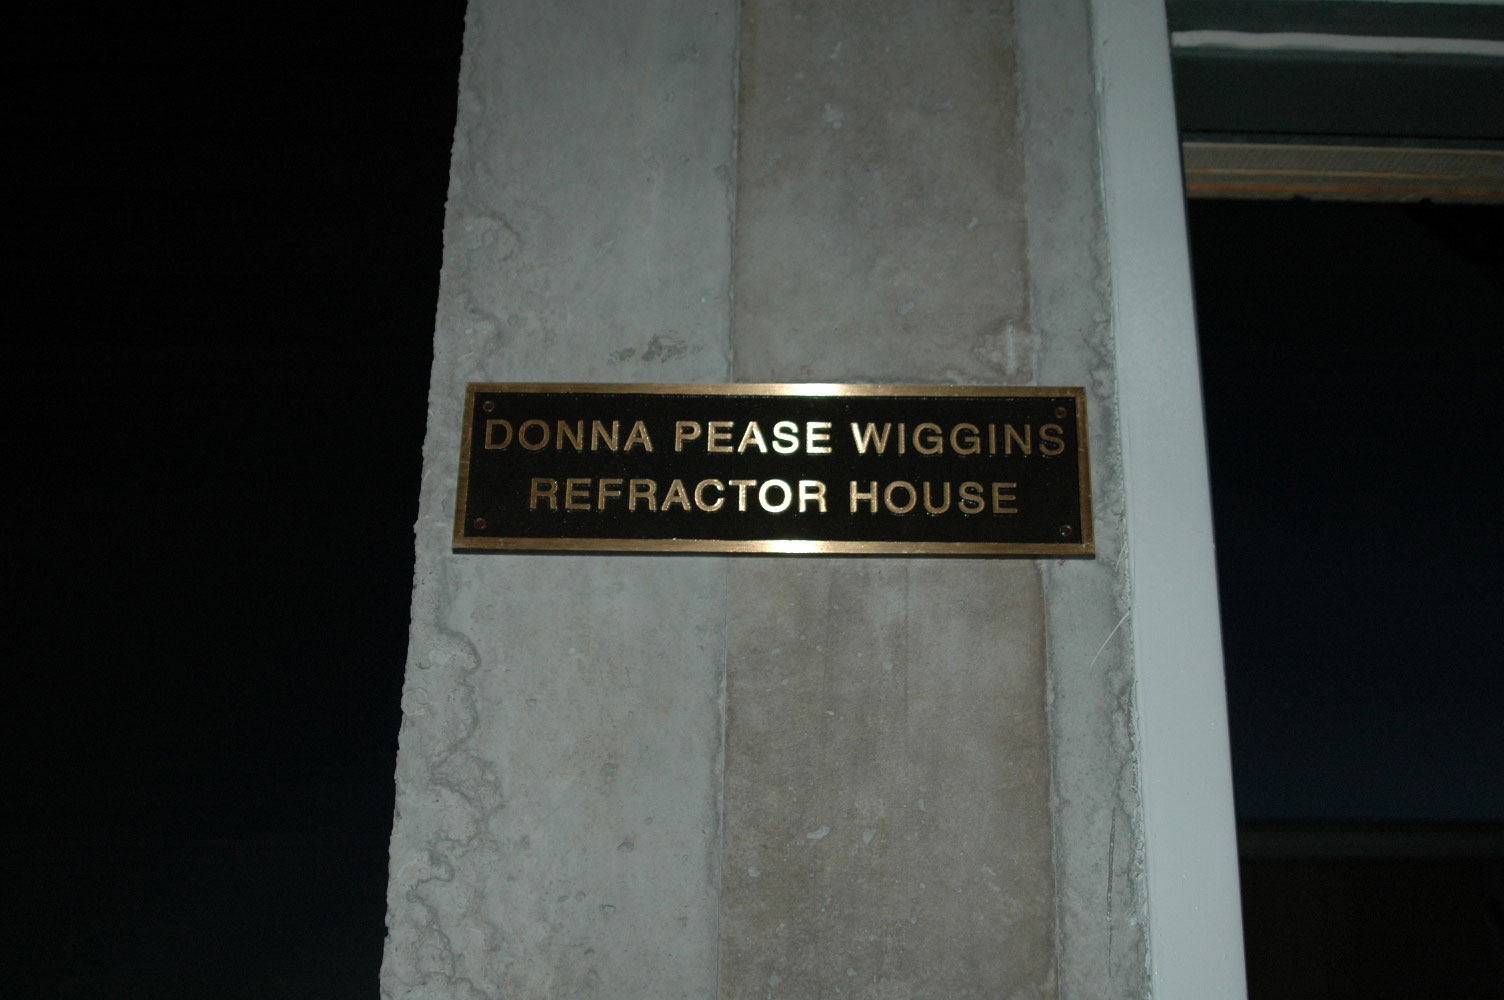 DONNA PEASE WIGGINS
REFRACTOR HOUSE